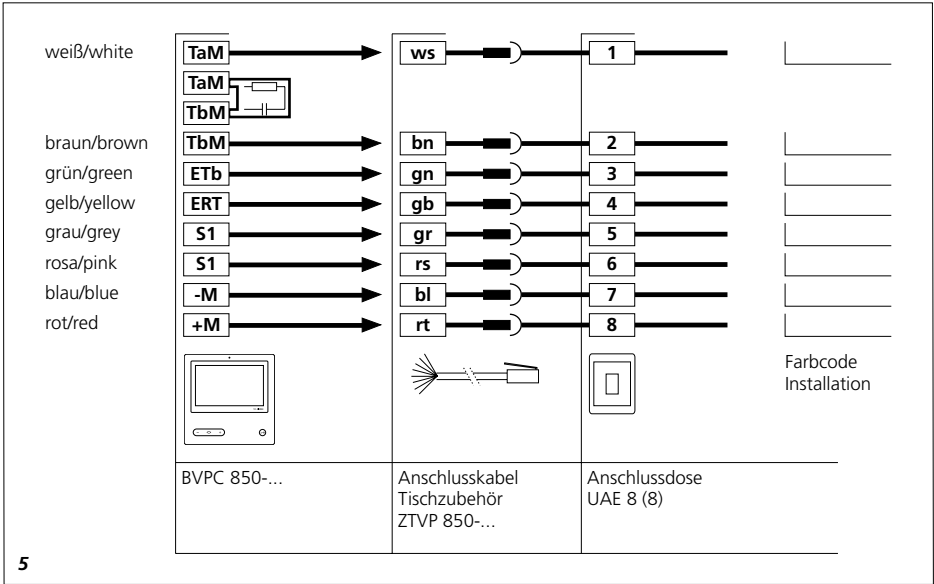 weiß/white TaM ws 1
TaM
TbM
braun/brown TbM bn 2
grün/green ETb gn 3
gelb/yellow ERT gb 4
grau/grey S1 gr 5
rosa/pink S1 rs 6
blau/blue -M bl 7
rot/red +M rt 8
Farbcode
Installation
BVPC 850-...
Anschlusskabel
Tischzubehör
ZTVP 850-...
Anschlussdose
UAE 8 (8)
5